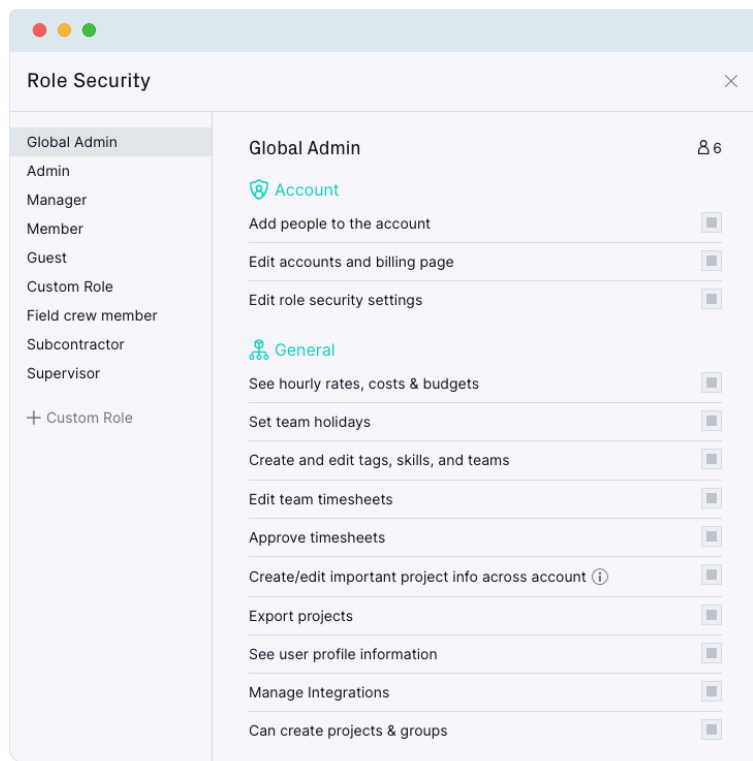 Role Security
Global Admin
Admin
Manager
Member
Guest
Custom Role
Field crew member
Subcontractor
Supervisor
+ Custom Role
Global Admin
6
Account
Add people to the account
Edit accounts and billing page
Edit role security settings
General
See hourly rates, costs & budgets
Set team holidays
Create and edit tags, skills, and teams
Edit team timesheets
Approve timesheets
Create/edit important project info across account
Export projects
See user profile information
Manage Integrations
Can create projects & groups